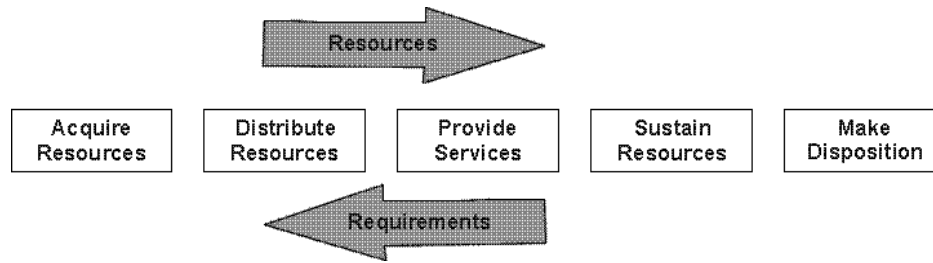 Resources
Acquire
Resources
Distribute
Resources
Provide
Services
Sustain
Resources
Make
Disposition
Requirements